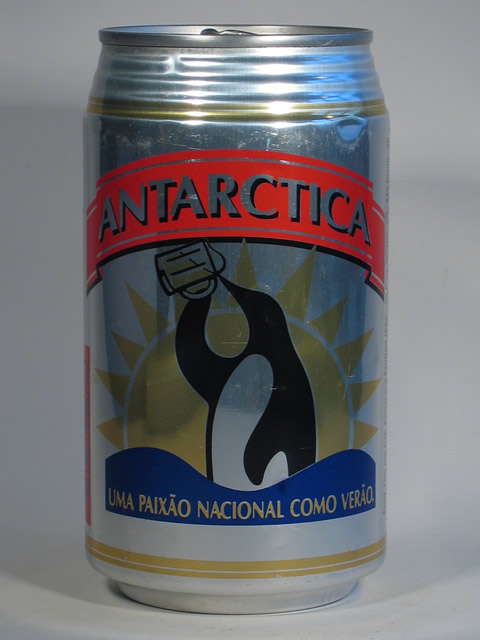 ANTARCTICA
UMA PAIXÃO NACIONAL COMO VERÃO.